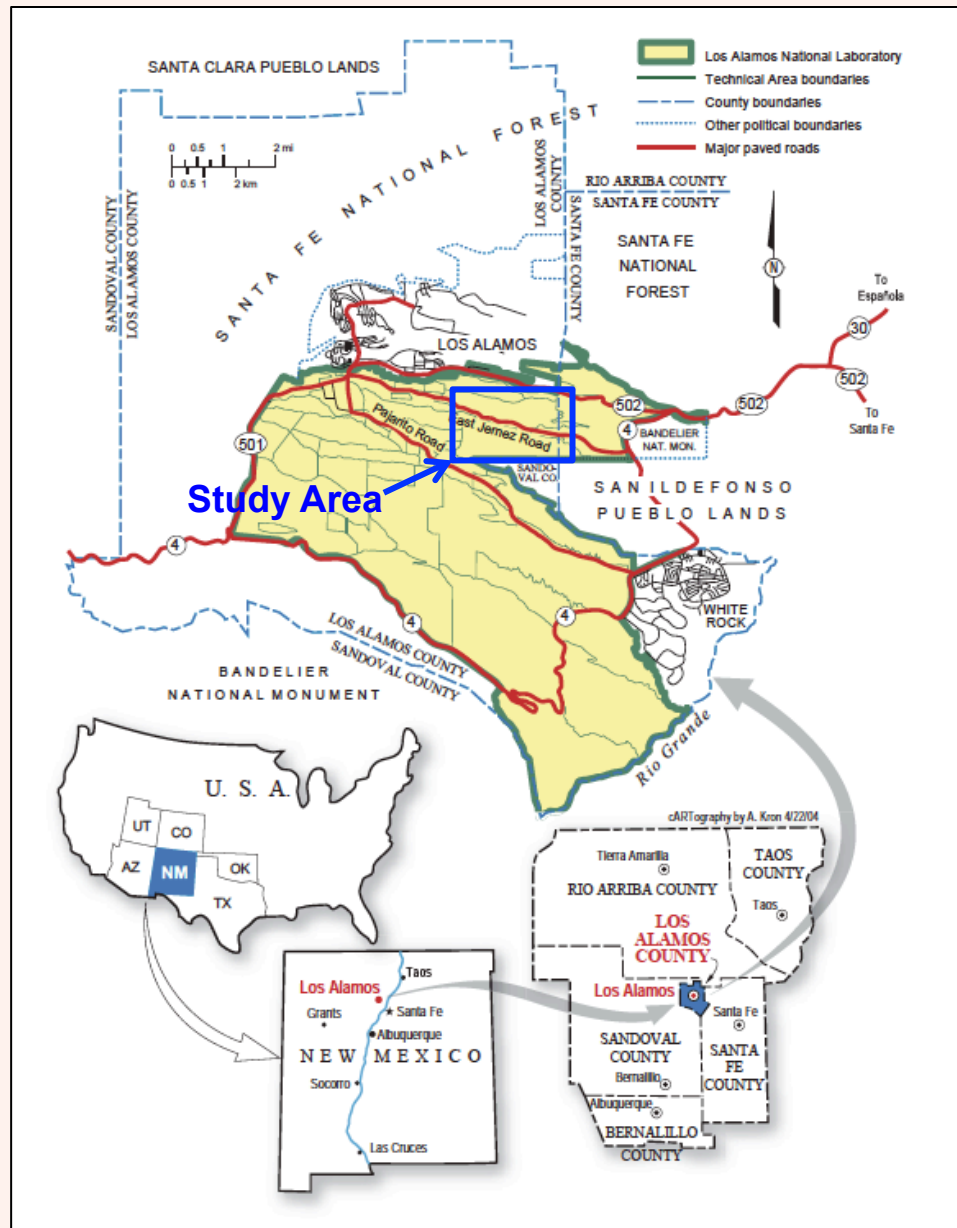 SANTA CLARA PUEBLO LANDS
Los Alamos National Laboratory
Technical Area boundaries
County boundaries
Other political boundaries
Major paved roads
0 0.5 1 2 mi
0 0.5 1 2 km
SANTA FE NATIONAL FOREST
SANDOVAL COUNTY
LOS ALAMOS COUNTY
LOS ALAMOS
COUNTY
SANTA FE COUNTY
RIO ARRIBA COUNTY
SANTA FE COUNTY
SANTA FE
NATIONAL
FOREST
N
To
Española
30
502
502
To
Santa Fe
LOS ALAMOS
502
4
BANDELIER
NAT. MON.
501
Pajarito Road
ast Jemez Road
SANDO-
VAL CO.
Study Area
SAN ILDEFONSO
PUEBLO LANDS
4
WHITE
ROCK
4
4
LOS ALAMOS COUNTY
SANDOVAL COUNTY
BANDELIER
NATIONAL MONUMENT
Rio Grande
U. S. A.
UT
CO
AZ
NM
OK
TX
cARTography by A. Kron 4/22/04
Tierra Amarilla
RIO ARRIBA COUNTY
TAOS
COUNTY
Taos
LOS
ALAMOS
COUNTY
Los Alamos
Santa Fe
SANDOVAL
COUNTY
SANTA
FE
COUNTY
Bernalillo
Albuquerque
BERNALILLO
COUNTY
Taos
Los Alamos
Grants
Santa Fe
Albuquerque
NEW MEXICO
Socorro
Las Cruces